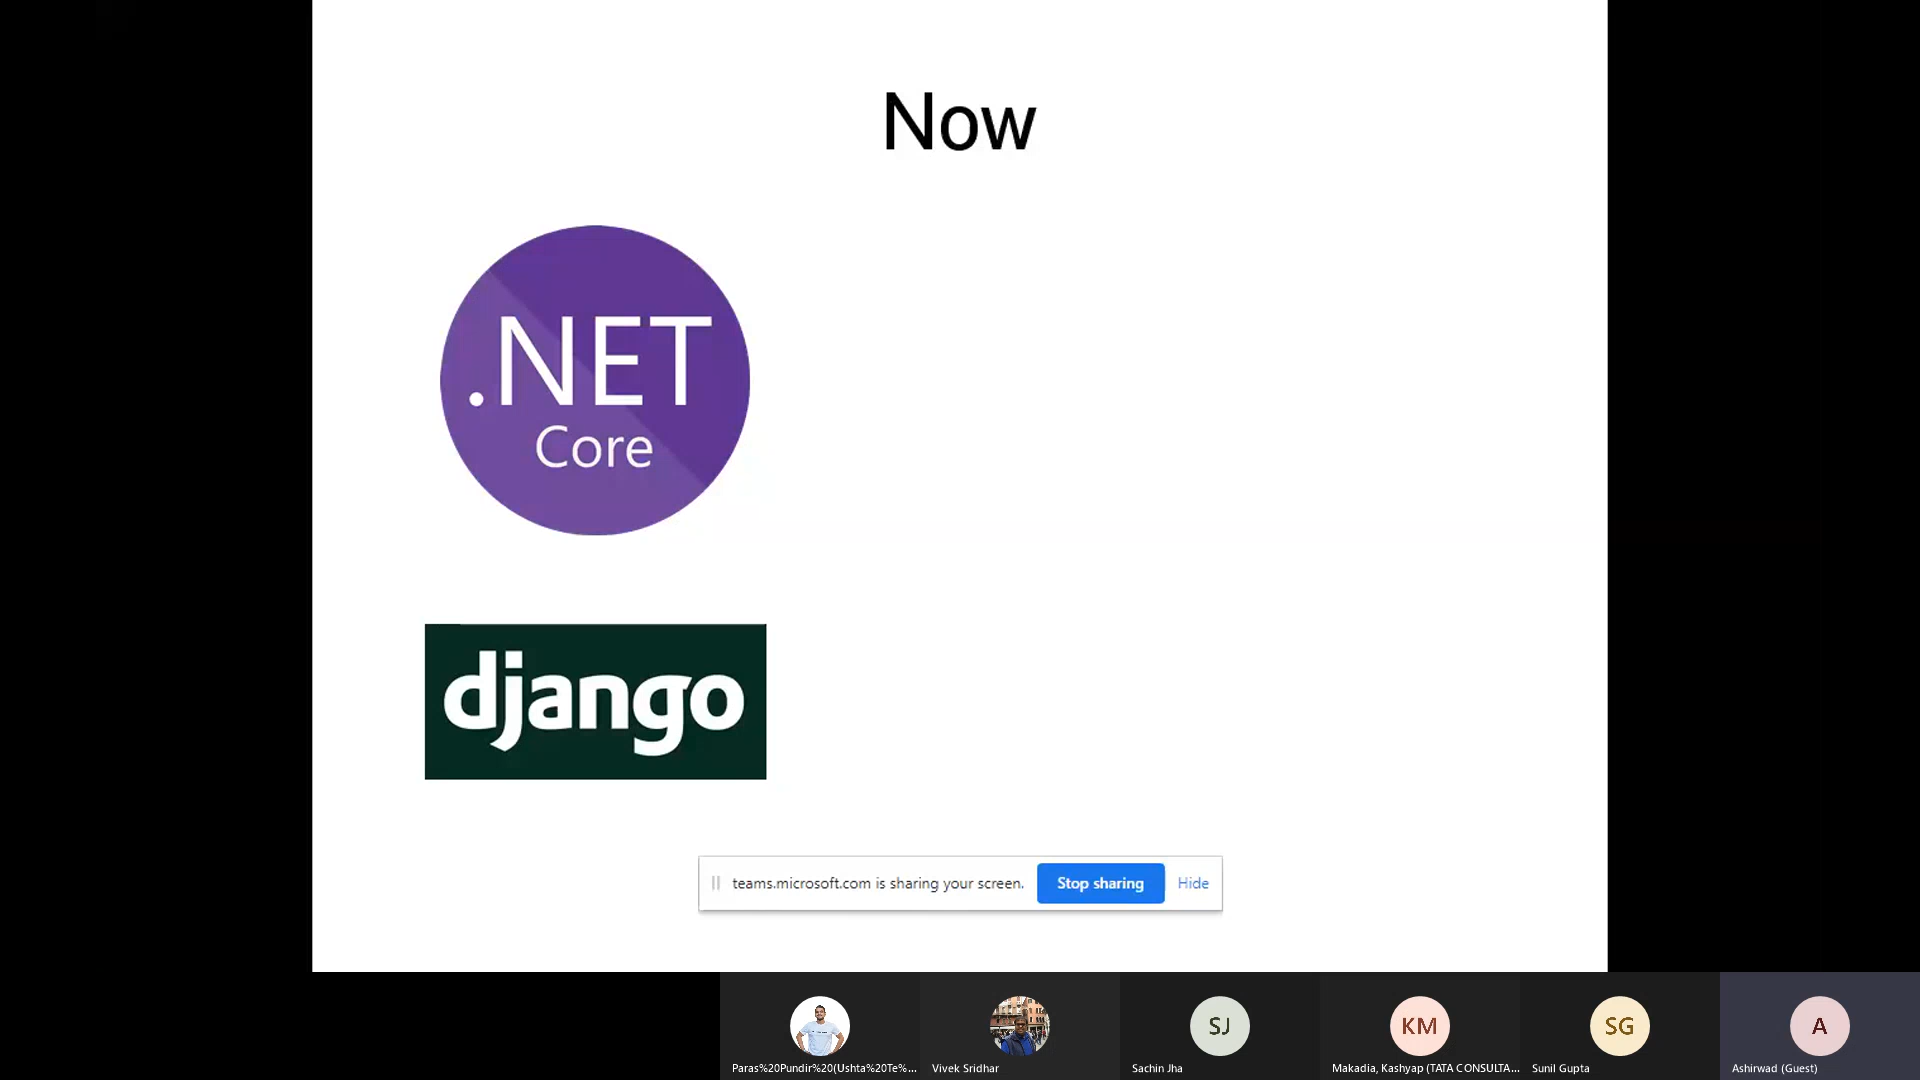 Now
.NET
Core
django
teams.microsoft.com is sharing your screen.
Stop sharing
Hide
SJ
KM
SG
A
Paras%20Pundir%20(Ushta%20Te%...
Vivek Sridhar
Sachin Jha
Makadia, Kashyap (TATA CONSULTA...
Sunil Gupta
Ashirwad (Guest)